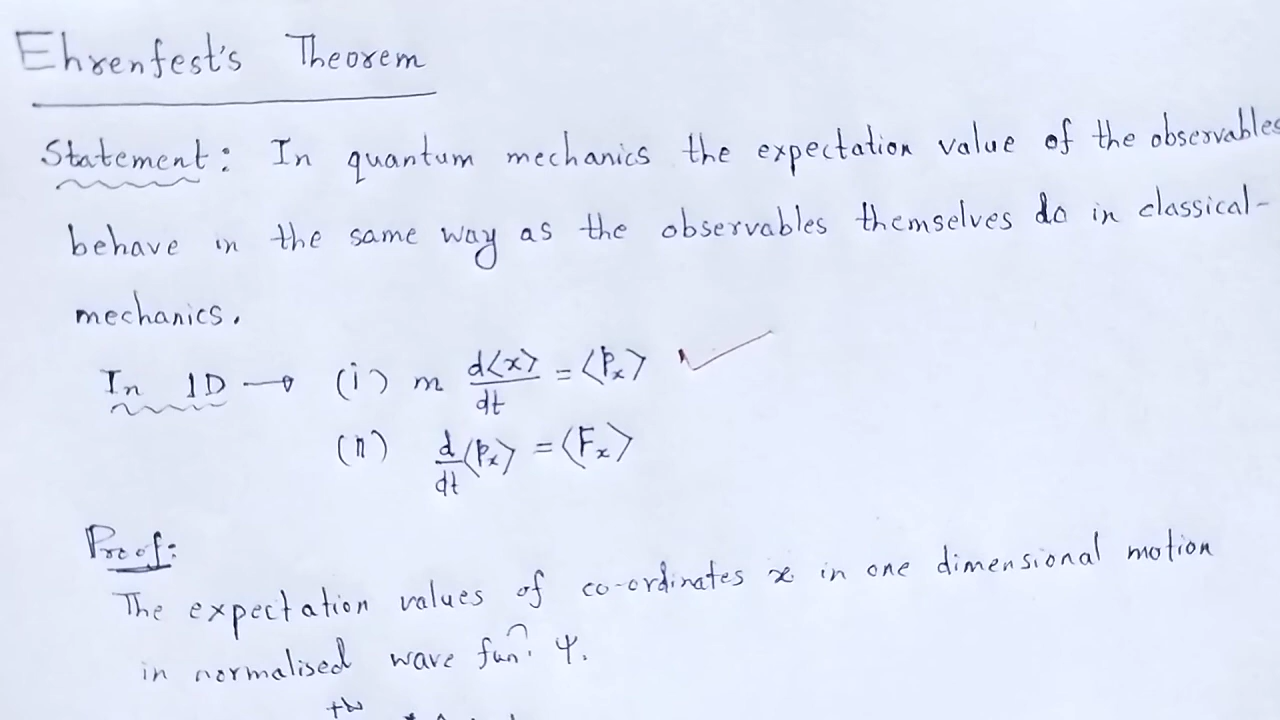 Ehrenfest's Theorem
Statement: In quantum mechanics the expectation value of the observables
behave in the same way as the observables themselves do in classical-
mechanics.
In 1D → (i) m d<x>/dt = <Px>
(ii) d/dt <Px> = <Fx>
Proof:
The expectation values of co-ordinates x in one dimensional motion
in normalised wave fun? ψ.